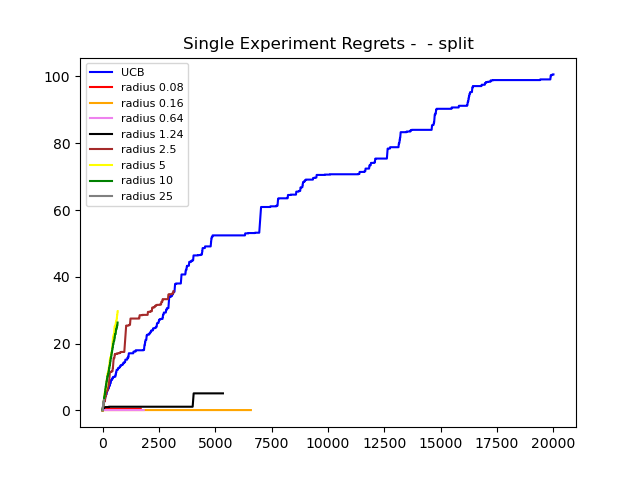 Single Experiment Regrets -  - split
UCB
radius 0.08
radius 0.16
radius 0.64
radius 1.24
radius 2.5
radius 5
radius 10
radius 25
100
80
60
40
20
0
0 2500 5000 7500 10000 12500 15000 17500 20000